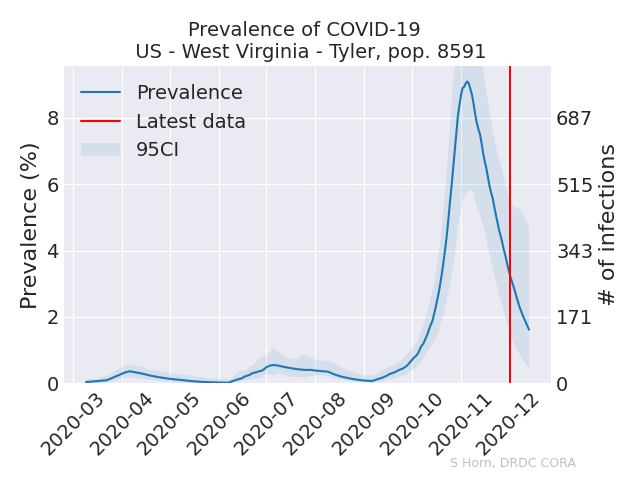 Prevalence of COVID-19
US - West Virginia - Tyler, pop. 8591
Prevalence
Latest data
95CI
Prevalence (%)
8
6
4
2
0
687
515
343
171
0
# of infections
2020-03
2020-04
2020-05
2020-06
2020-07
2020-08
2020-09
2020-10
2020-11
2020-12
S Horn, DRDC CORA